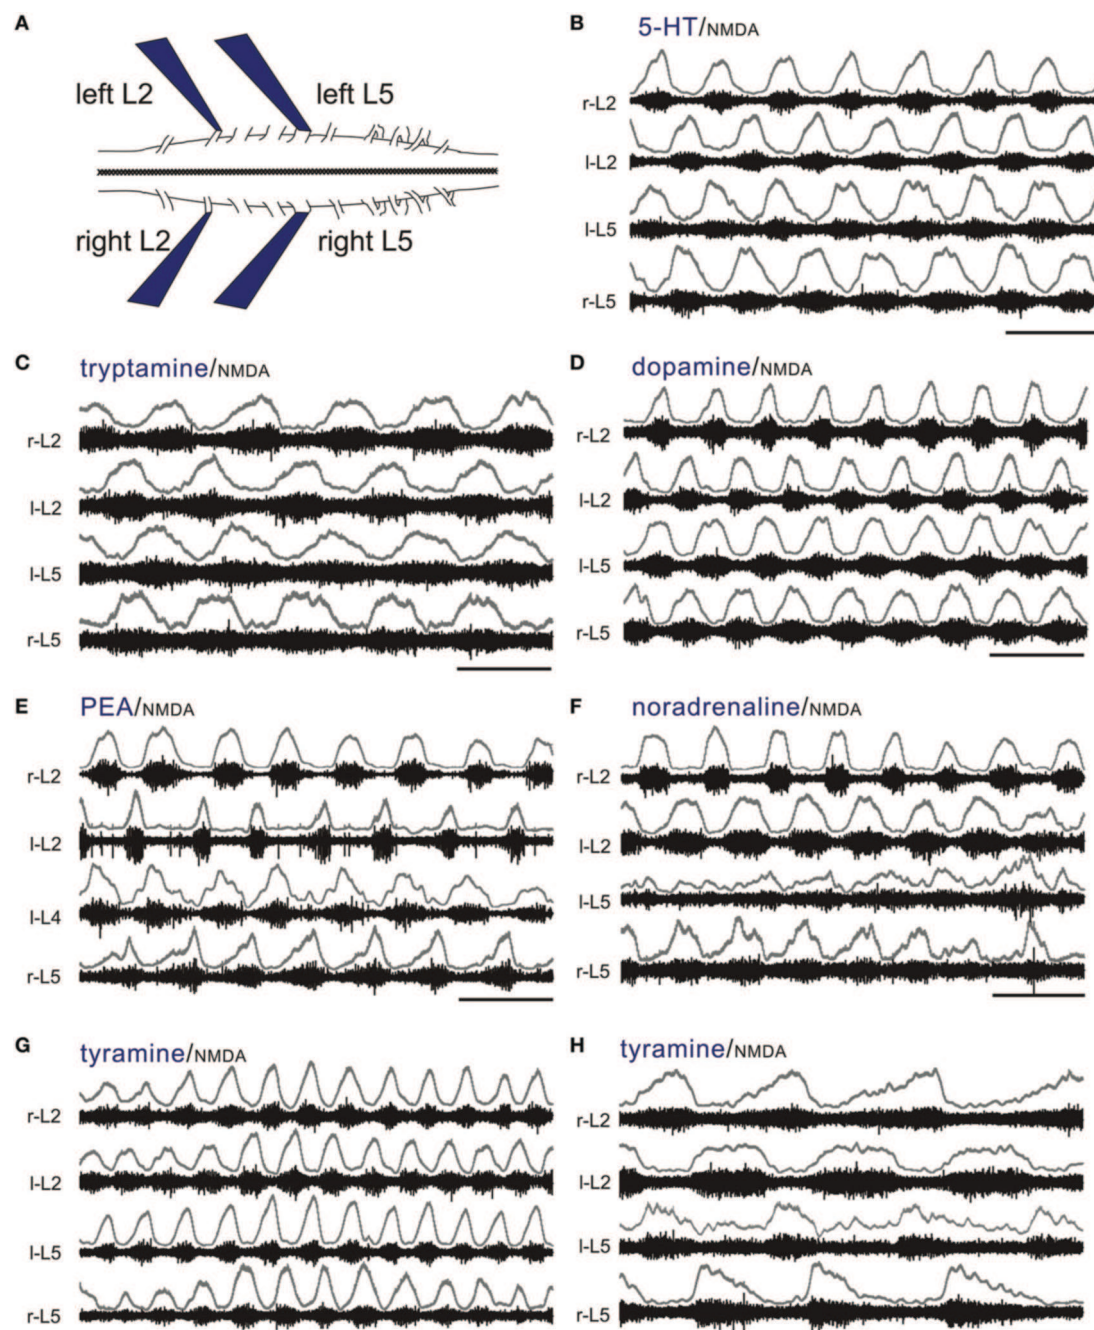 A
left L2 left L5
right L2 right L5
B 5-HT/NMDA
r-L2
l-L2
l-L5
r-L5
C tryptamine/NMDA
r-L2
l-L2
l-L5
r-L5
D dopamine/NMDA
r-L2
l-L2
l-L5
r-L5
E PEA/NMDA
r-L2
l-L2
l-L4
r-L5
F noradrenaline/NMDA
r-L2
l-L2
l-L5
r-L5
G tyramine/NMDA
r-L2
l-L2
l-L5
r-L5
H tyramine/NMDA
r-L2
l-L2
l-L5
r-L5